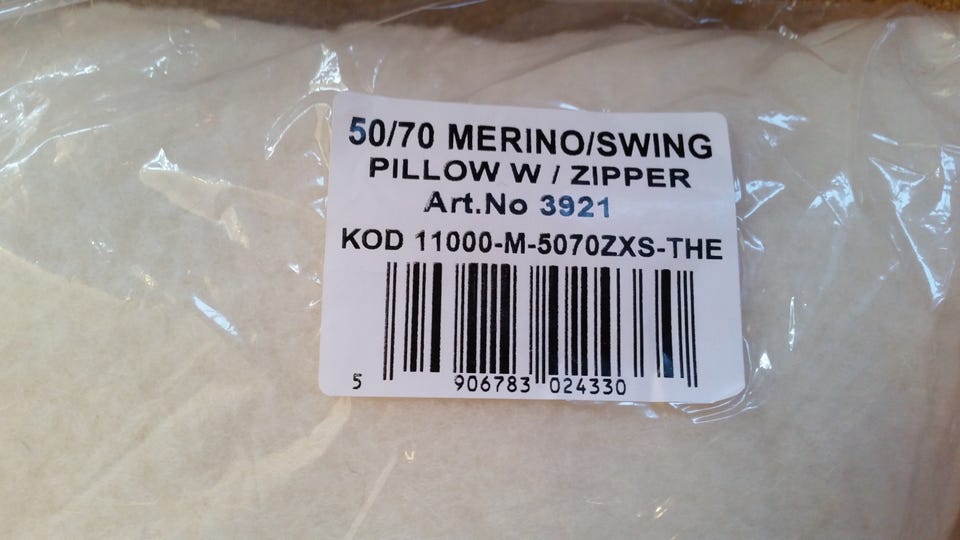 50/70 MERINO/SWING
PILLOW W / ZIPPER
Art.No 3921
KOD 11000-M-5070ZXS-THE
5 906783 024330